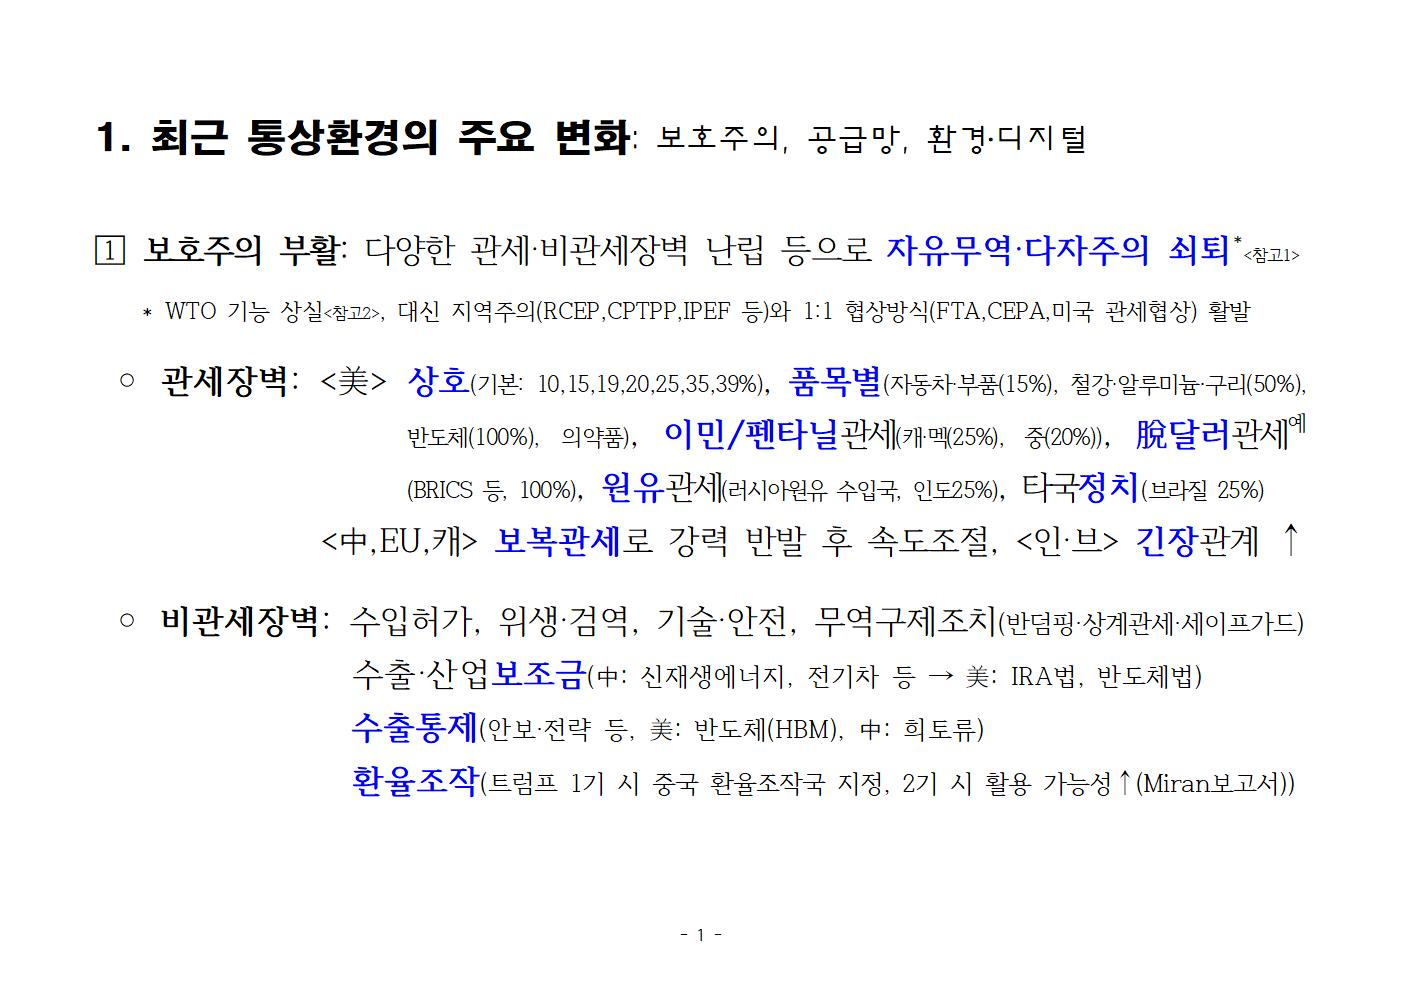 1. 최근 통상환경의 주요 변화: 보호주의, 공급망, 환경·디지털
1 보호주의 부활: 다양한 관세·비관세장벽 난립 등으로 자유무역·다자주의 쇠퇴*<참고1>
* WTO 기능 상실<참고2>, 대신 지역주의(RCEP,CPTPP,IPEF 등)와 1:1 협상방식(FTA,CEPA,미국 관세협상) 활발
○ 관세장벽: <美> 상호(기본: 10,15,19,20,25,35,39%), 품목별(자동차·부품(15%), 철강·알루미늄·구리(50%),
반도체(100%), 의약품), 이민/펜타닐관세(캐·멕(25%), 중(20%)), 脫달러관세예
(BRICS 등, 100%), 원유관세(러시아원유 수입국, 인도25%), 타국정치(브라질 25%)
<中,EU,캐> 보복관세로 강력 반발 후 속도조절, <인·브> 긴장관계 ↑
○ 비관세장벽: 수입허가, 위생·검역, 기술·안전, 무역구제조치(반덤핑·상계관세·세이프가드)
수출·산업보조금(中: 신재생에너지, 전기차 등 → 美: IRA법, 반도체법)
수출통제(안보·전략 등, 美: 반도체(HBM), 中: 희토류)
환율조작(트럼프 1기 시 중국 환율조작국 지정, 2기 시 활용 가능성↑(Miran보고서))
- 1 -